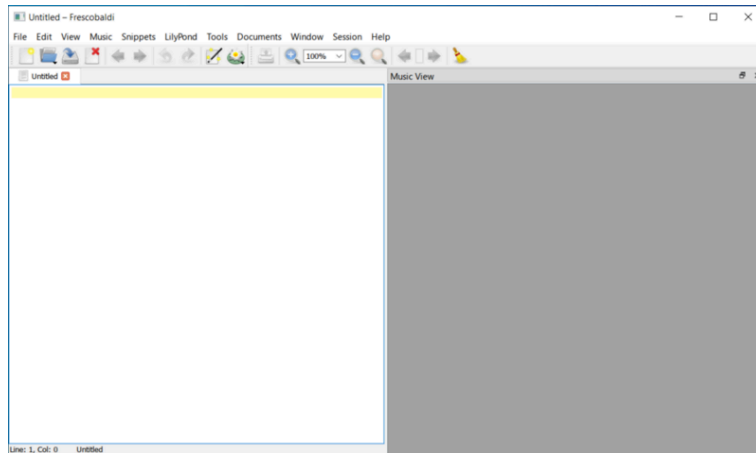 Untitled – Frescobaldi
File Edit View Music Snippets LilyPond Tools Documents Window Session Help
100%
Untitled
Music View
Line: 1, Col: 0 Untitled